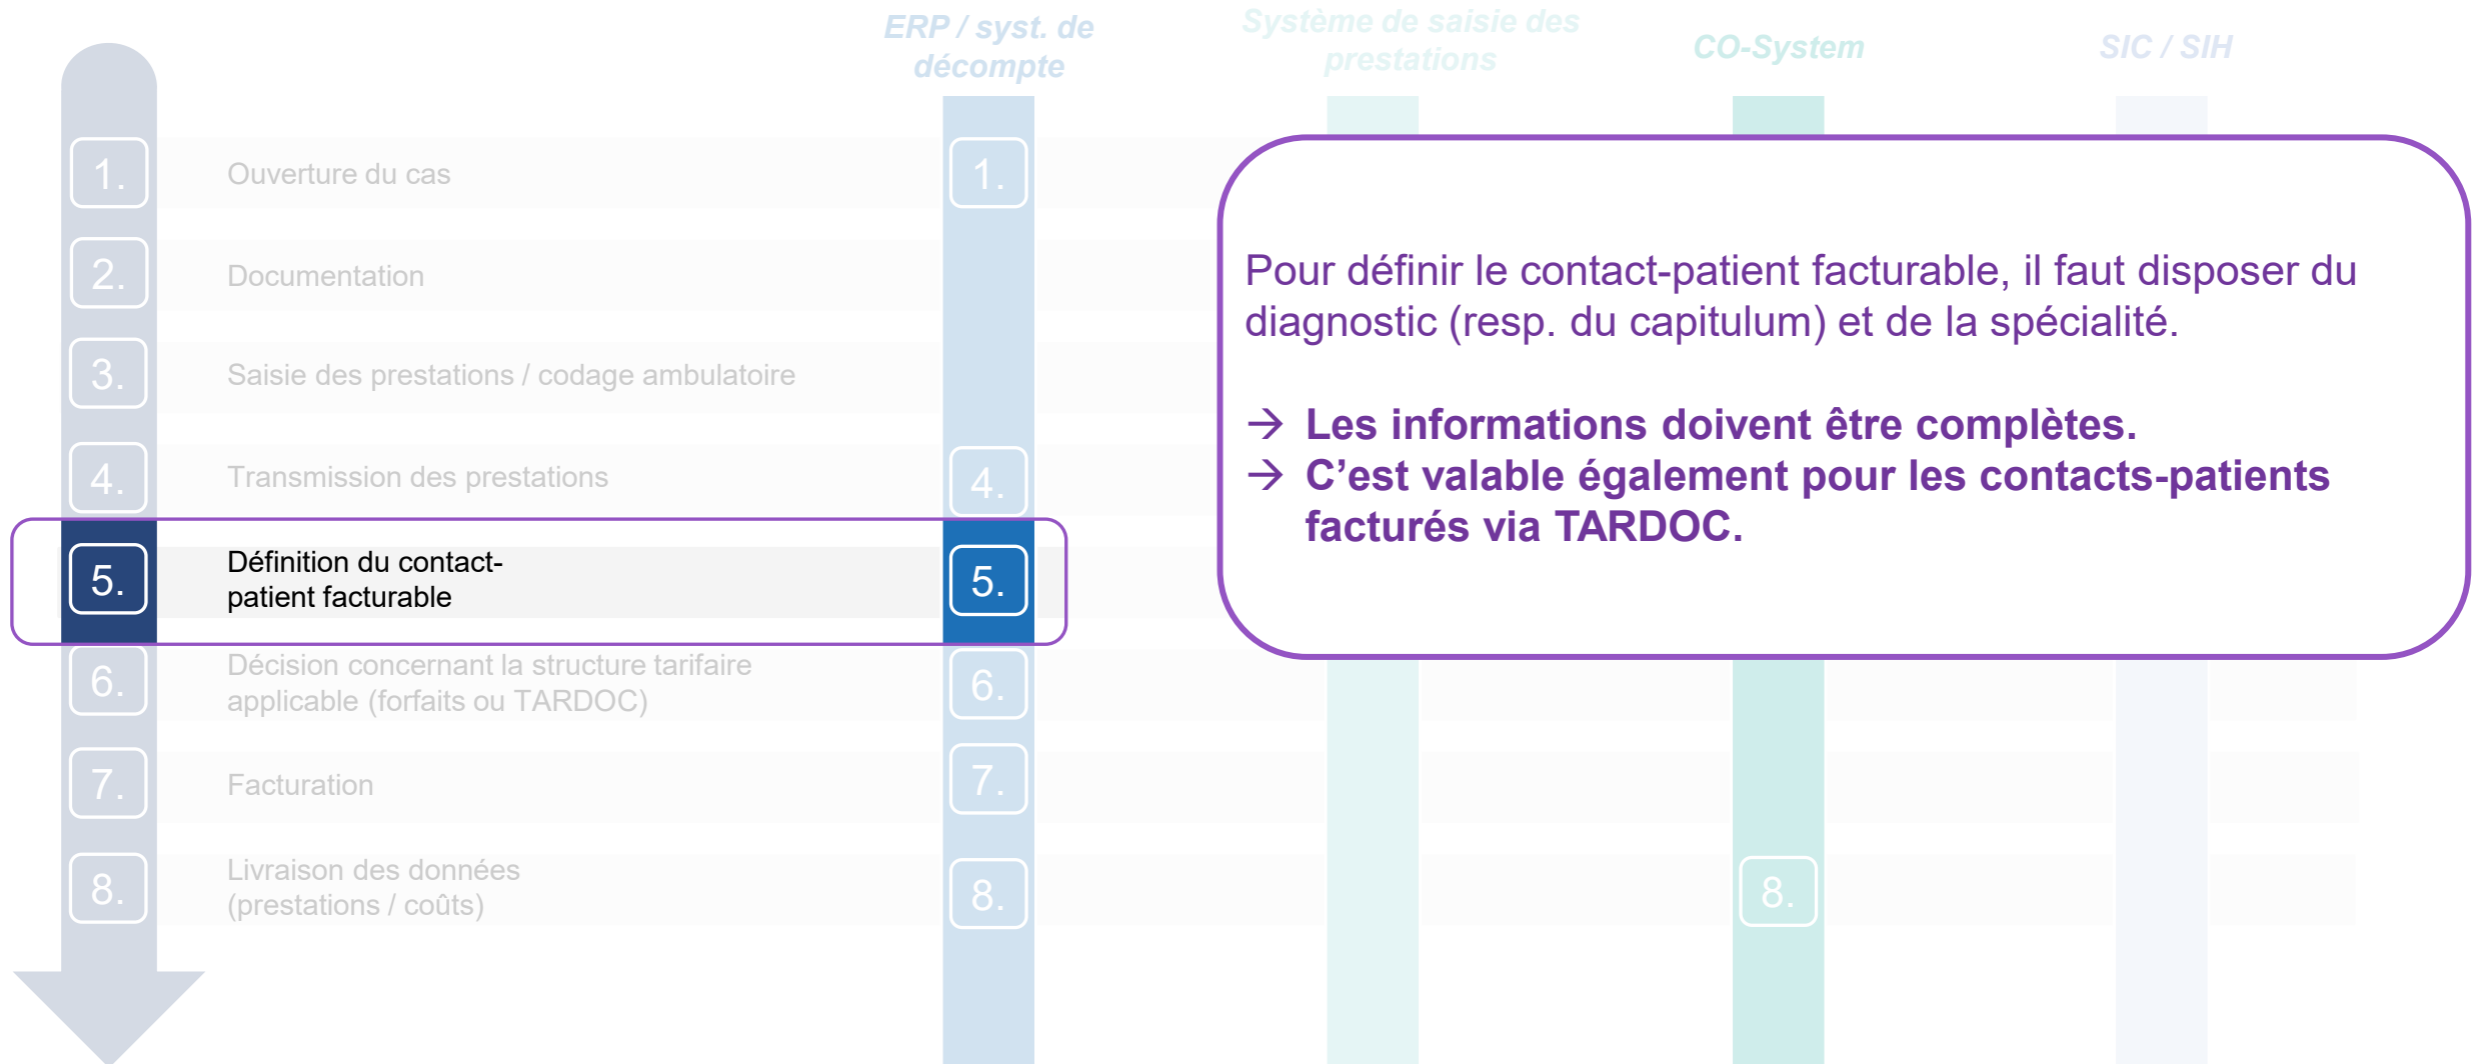 ERP / syst. de
décompte
Système de saisie des
prestations
CO-System
SIC / SIH
1.
Ouverture du cas
1.
2.
Documentation
3.
Saisie des prestations / codage ambulatoire
4.
Transmission des prestations
4.
5.
Définition du contact-
patient facturable
5.
6.
Décision concernant la structure tarifaire
applicable (forfaits ou TARDOC)
6.
7.
Facturation
7.
8.
Livraison des données
(prestations / coûts)
8.
8.
Pour définir le contact-patient facturable, il faut disposer du
diagnostic (resp. du capitulum) et de la spécialité.
→ Les informations doivent être complètes.
→ C’est valable également pour les contacts-patients
facturés via TARDOC.